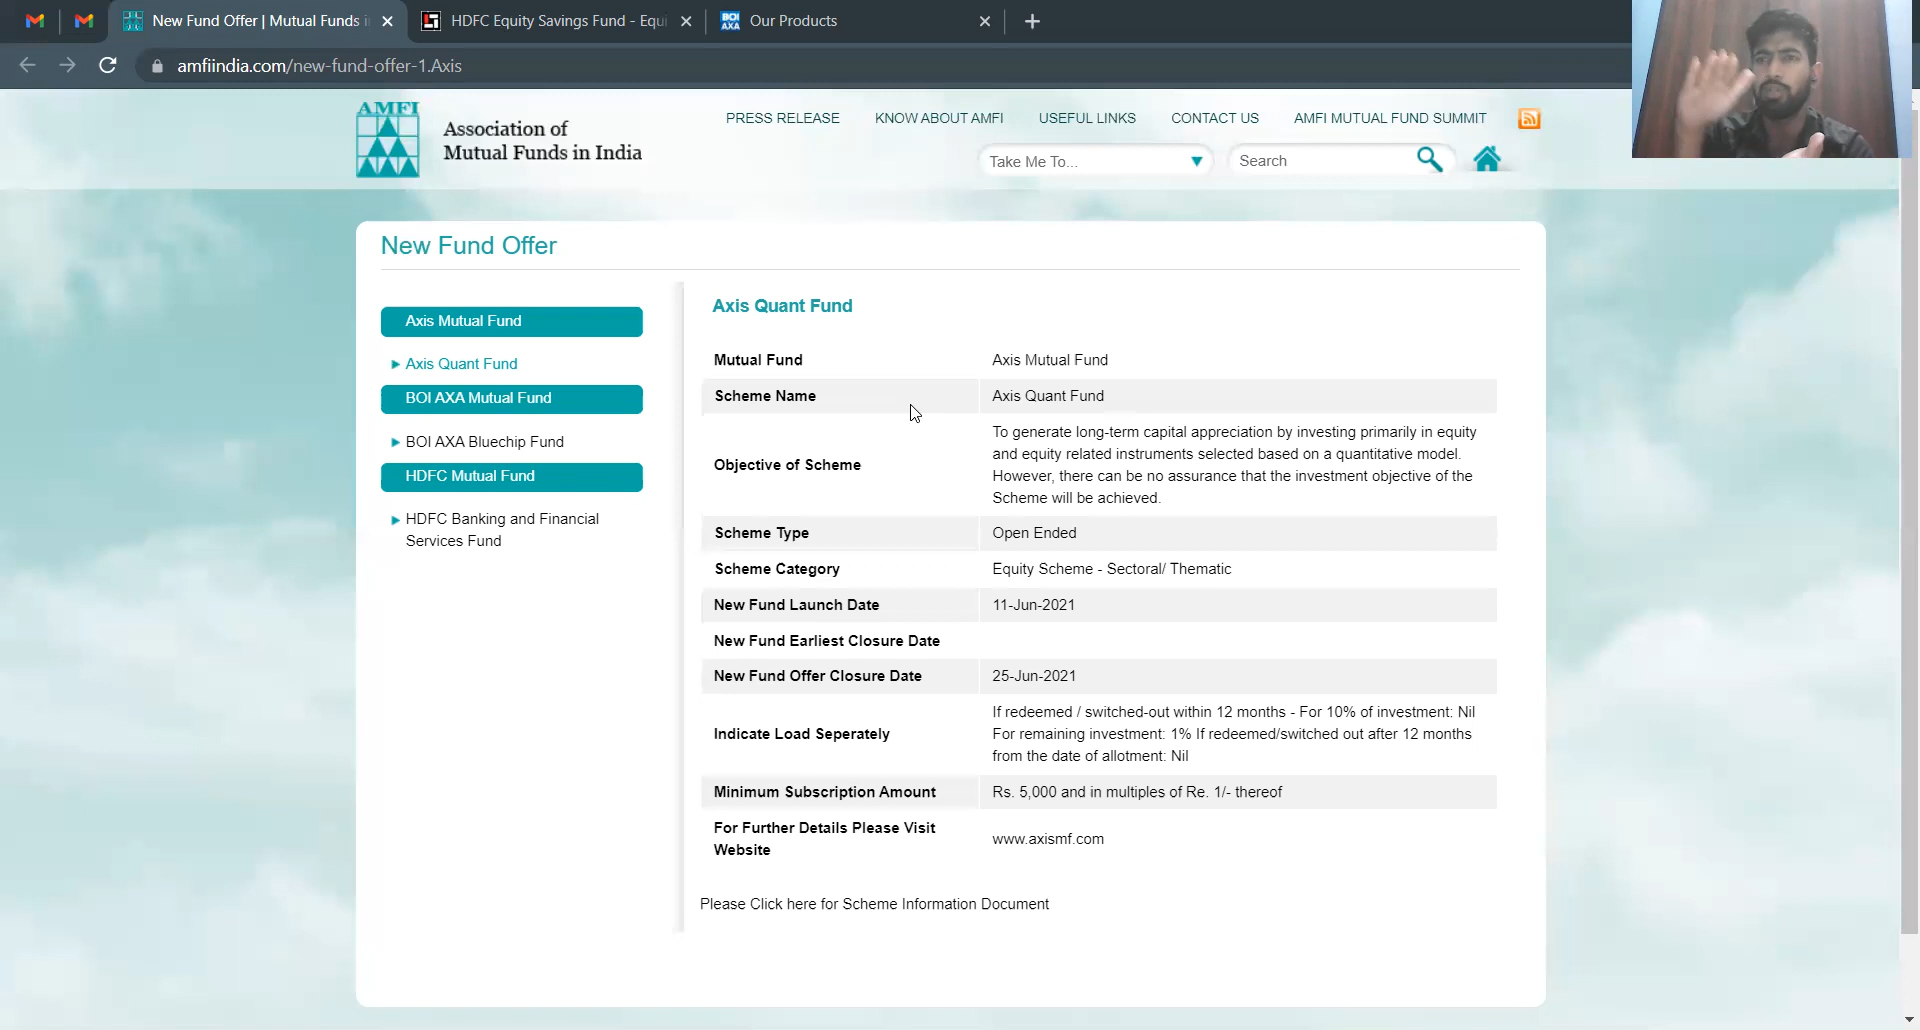 New Fund Offer | Mutual Funds i
HDFC Equity Savings Fund - Equi
BOI AXA
Our Products
amfiindia.com/new-fund-offer-1.Axis
AMFI
Association of
Mutual Funds in India
PRESS RELEASE
KNOW ABOUT AMFI
USEFUL LINKS
CONTACT US
AMFI MUTUAL FUND SUMMIT
Take Me To...
Search
New Fund Offer
Axis Mutual Fund
Axis Quant Fund
BOI AXA Mutual Fund
BOI AXA Bluechip Fund
HDFC Mutual Fund
HDFC Banking and Financial
Services Fund
Axis Quant Fund
Mutual Fund Axis Mutual Fund
Scheme Name Axis Quant Fund
Objective of Scheme
To generate long-term capital appreciation by investing primarily in equity
and equity related instruments selected based on a quantitative model.
However, there can be no assurance that the investment objective of the
Scheme will be achieved.
Scheme Type Open Ended
Scheme Category Equity Scheme - Sectoral/ Thematic
New Fund Launch Date 11-Jun-2021
New Fund Earliest Closure Date
New Fund Offer Closure Date 25-Jun-2021
Indicate Load Seperately
If redeemed / switched-out within 12 months - For 10% of investment: Nil
For remaining investment: 1% If redeemed/switched out after 12 months
from the date of allotment: Nil
Minimum Subscription Amount Rs. 5,000 and in multiples of Re. 1/- thereof
For Further Details Please Visit
Website
www.axismf.com
Please Click here for Scheme Information Document